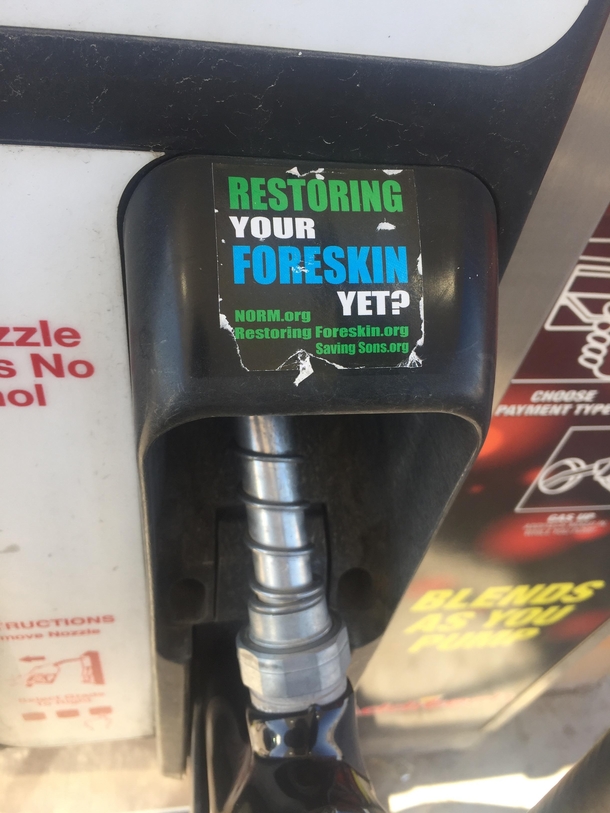 RESTORING
YOUR
FORESKIN
YET?
NORM.org
Restoring Foreskin.org
Saving Sons.org
zzle
s No
nol
CHOOSE
PAYMENT TYPE
GAS UP
BLENDS
AS YOU
PUMP
RUCTIONS
move Nozzle